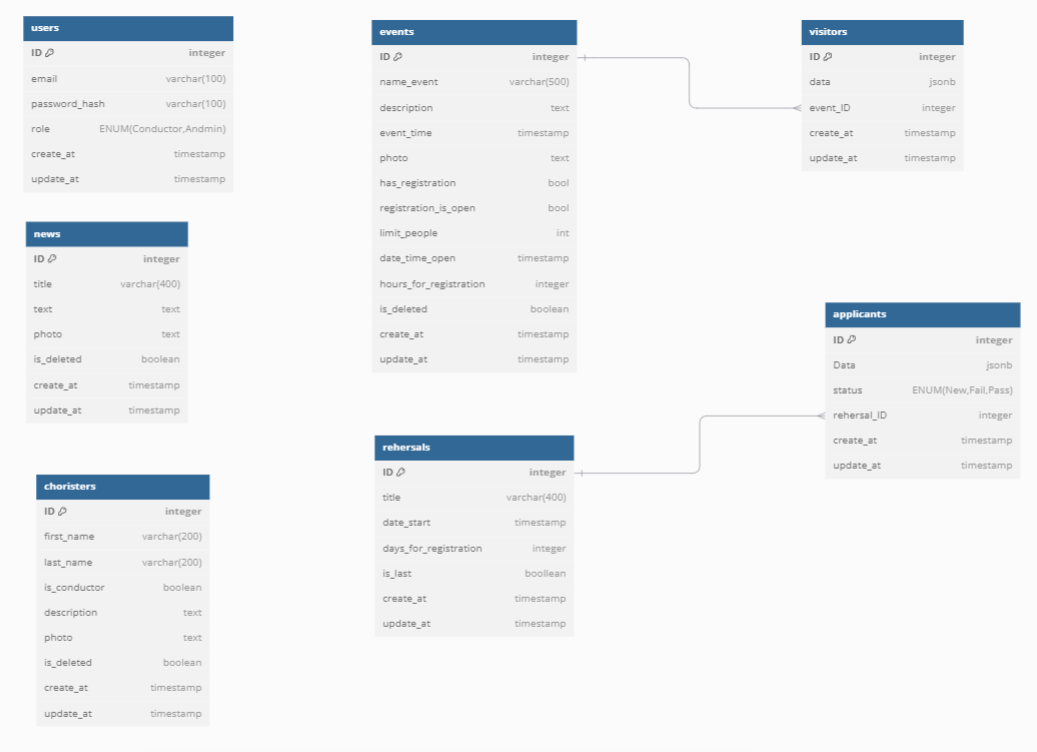 users
ID integer
email varchar(100)
password_hash varchar(100)
role ENUM(Conductor,Andmin)
create_at timestamp
update_at timestamp
news
ID integer
title varchar(400)
text text
photo text
is_deleted boolean
create_at timestamp
update_at timestamp
choristers
ID integer
first_name varchar(200)
last_name varchar(200)
is_conductor boolean
description text
photo text
is_deleted boolean
create_at timestamp
update_at timestamp
events
ID integer
name_event varchar(500)
description text
event_time timestamp
photo text
has_registration bool
registration_is_open bool
limit_people int
date_time_open timestamp
hours_for_registration integer
is_deleted boolean
create_at timestamp
update_at timestamp
rehersals
ID integer
title varchar(400)
date_start timestamp
days_for_registration integer
is_lastboollean
create_at timestamp
update_at timestamp
visitors
ID integer
data jsonb
event_ID integer
create_at timestamp
update_at timestamp
applicants
ID integer
Data jsonb
status ENUM(New,Fail,Pass)
rehersal_ID integer
create_at timestamp
update_at timestamp